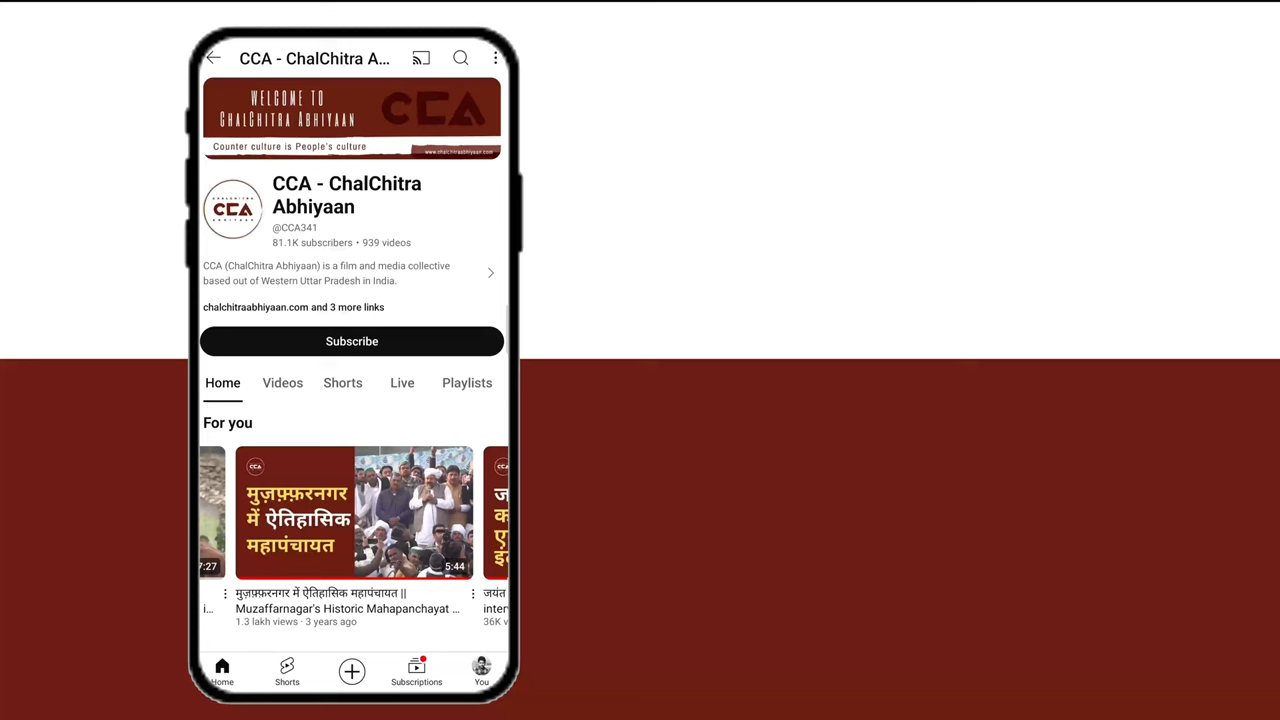 CCA - ChalChitra A...
WELCOME TO
CHALCHITRA ABHIYAAN
CCA
Counter culture is People's culture
www.chalchitraabhiyaan.com
CHALCHITRA
CCA
ABHIYAAN
CCA - ChalChitra
Abhiyaan
@CCA341
81.1K subscribers • 939 videos
CCA (ChalChitra Abhiyaan) is a film and media collective
based out of Western Uttar Pradesh in India.
chalchitraabhiyaan.com and 3 more links
Subscribe
Home Videos Shorts Live Playlists
For you
CCA
मुज़फ़्फ़रनगर
में ऐतिहासिक
महापंचायत
7:27
5:44
i...
मुज़फ़्फ़रनगर में ऐतिहासिक महापंचायत ||
Muzaffarnagar's Historic Mahapanchayat ...
1.3 lakh views · 3 years ago
जयंत
inter
36K v
Home Shorts Subscriptions You